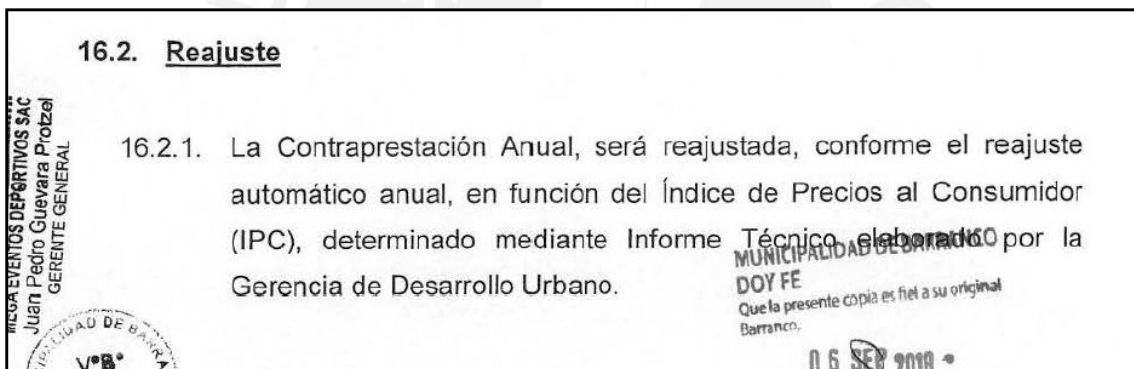 16.2. Reajuste
16.2.1. La Contraprestación Anual, será reajustada, conforme el reajuste
automático anual, en función del Índice de Precios al Consumidor
(IPC), determinado mediante Informe Técnico elaborado por la
Gerencia de Desarrollo Urbano.
MEGA EVENTOS DEPORTIVOS SAC
Juan Pedro Guevara Protzel
GERENTE GENERAL
MUNICIPALIDAD DE BARRANCO
DOY FE
Que la presente copia es fiel a su original
Barranco,
06 SEP 2018
DE BARR
V°B°